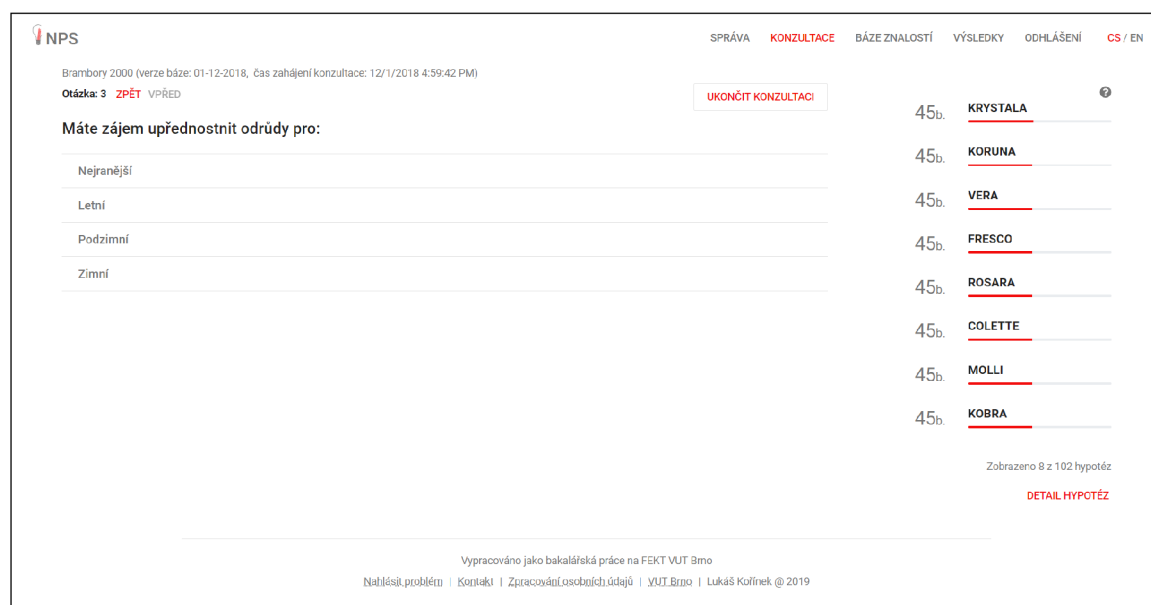 NPS
SPRÁVA KONZULTACE BÁZE ZNALOSTÍ VÝSLEDKY ODHLÁŠENÍ CS / EN
Brambory 2000 (verze báze: 01-12-2018, čas zahájení konzultace: 12/1/2018 4:59:42 PM)
Otázka: 3 ZPĚT VPŘED
UKONČIT KONZULTACI
Máte zájem upřednostnit odrůdy pro:
Nejranější
Letní
Podzimní
Zimní
?
45b. KRYSTALA
45b. KORUNA
45b. VERA
45b. FRESCO
45b. ROSARA
45b. COLETTE
45b. MOLLI
45b. KOBRA
Zobrazeno 8 z 102 hypotéz
DETAIL HYPOTÉZ
Vypracováno jako bakalářská práce na FEKT VUT Brno
Nahlásit problém | Kontakt | Zpracování osobních údajů | VUT Brno | Lukáš Kořínek @ 2019